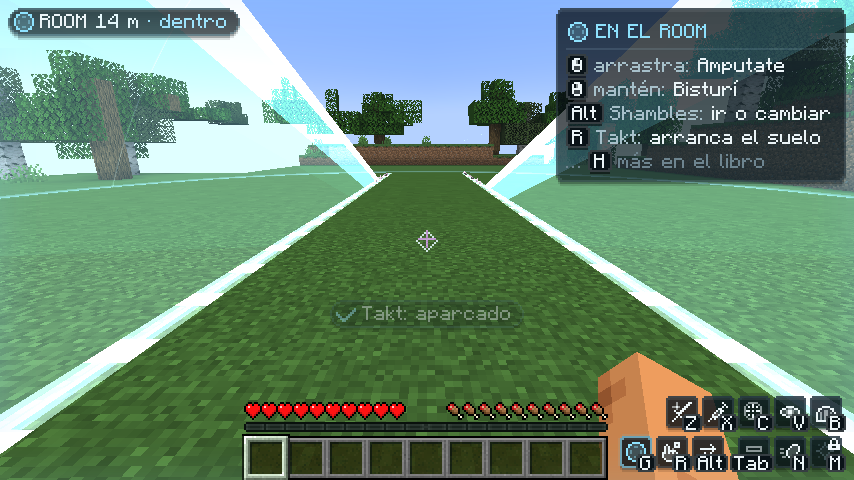 ROOM 14 m · dentro
EN EL ROOM
arrastra: Amputate
mantén: Bisturí
Alt Shambles: ir o cambiar
R Takt: arranca el suelo
... H más en el libro
Takt: aparcado
Z X C V B
G R Alt Tab N M